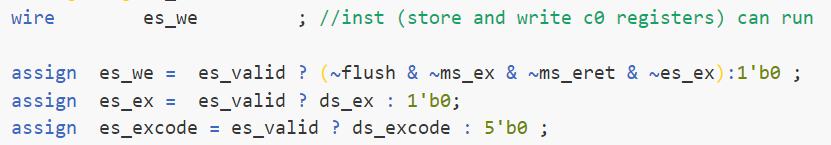 wire es_we ; //inst (store and write c0 registers) can run
assign es_we = es_valid ? (~flush & ~ms_ex & ~ms_eret & ~es_ex):1'b0 ;
assign es_ex = es_valid ? ds_ex : 1'b0;
assign es_excode = es_valid ? ds_excode : 5'b0 ;